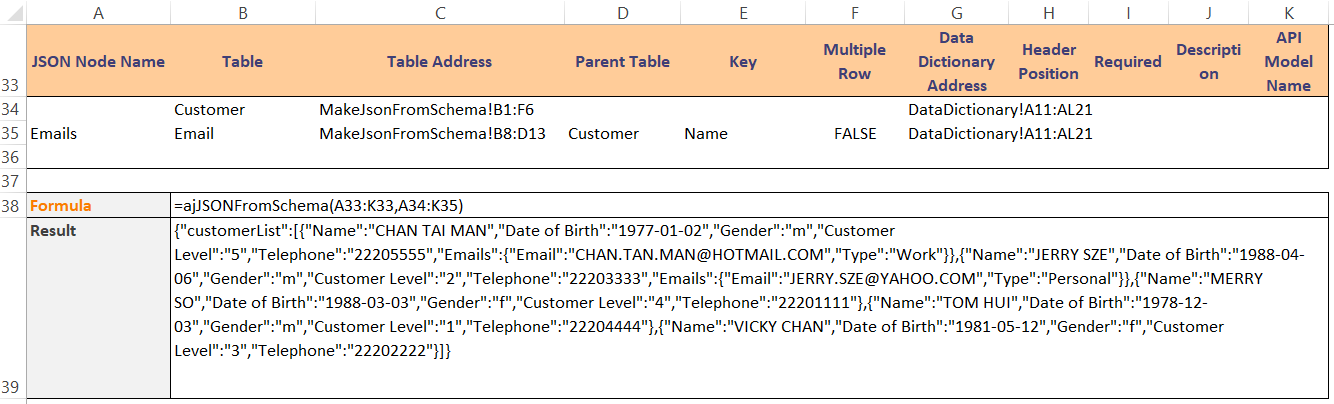 A B C D E F G H I J K
33 JSON Node Name Table Table Address Parent Table Key Multiple Row Data Dictionary Address Header Position Required Descripti on API Model Name
34 Customer MakeJsonFromSchema!B1:F6 DataDictionary!A11:AL21
35 Emails Email MakeJsonFromSchema!B8:D13 Customer Name FALSE DataDictionary!A11:AL21
36
37
38 Formula =ajJSONFromSchema(A33:K33,A34:K35)
Result {"customerList":[{"Name":"CHAN TAI MAN","Date of Birth":"1977-01-02","Gender":"m","Customer
Level":"5","Telephone":"22205555","Emails":{"Email":"CHAN.TAN.MAN@HOTMAIL.COM","Type":"Work"}},{"Name":"JERRY SZE","Date of Birth":"1988-04-
06","Gender":"m","Customer Level":"2","Telephone":"22203333","Emails":{"Email":"JERRY.SZE@YAHOO.COM","Type":"Personal"}},{"Name":"MERRY
SO","Date of Birth":"1988-03-03","Gender":"f","Customer Level":"4","Telephone":"22201111"},{"Name":"TOM HUI","Date of Birth":"1978-12-
03","Gender":"m","Customer Level":"1","Telephone":"22204444"},{"Name":"VICKY CHAN","Date of Birth":"1981-05-12","Gender":"f","Customer
Level":"3","Telephone":"22202222"}]}
39